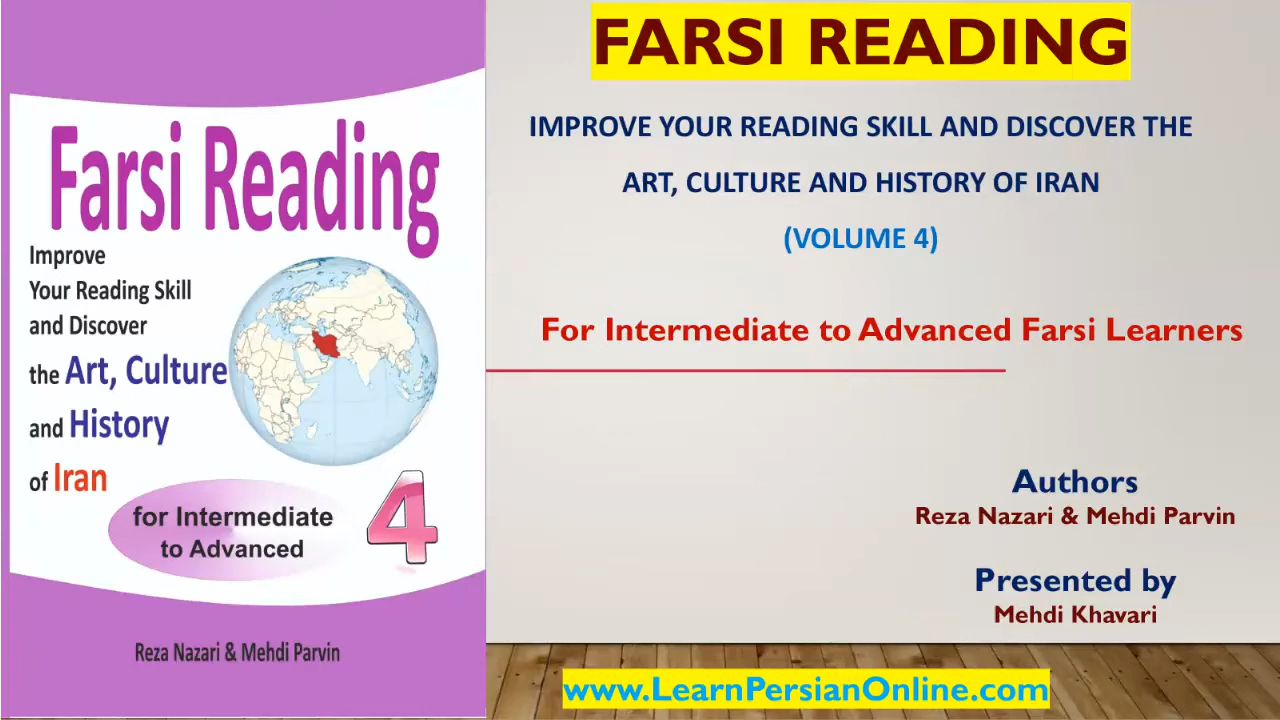 Farsi Reading
Improve
Your Reading Skill
and Discover
the Art, Culture
and History
of Iran
for Intermediate
to Advanced
4
Reza Nazari & Mehdi Parvin
FARSI READING
IMPROVE YOUR READING SKILL AND DISCOVER THE
ART, CULTURE AND HISTORY OF IRAN
(VOLUME 4)
For Intermediate to Advanced Farsi Learners
Authors
Reza Nazari & Mehdi Parvin
Presented by
Mehdi Khavari
www.LearnPersianOnline.com